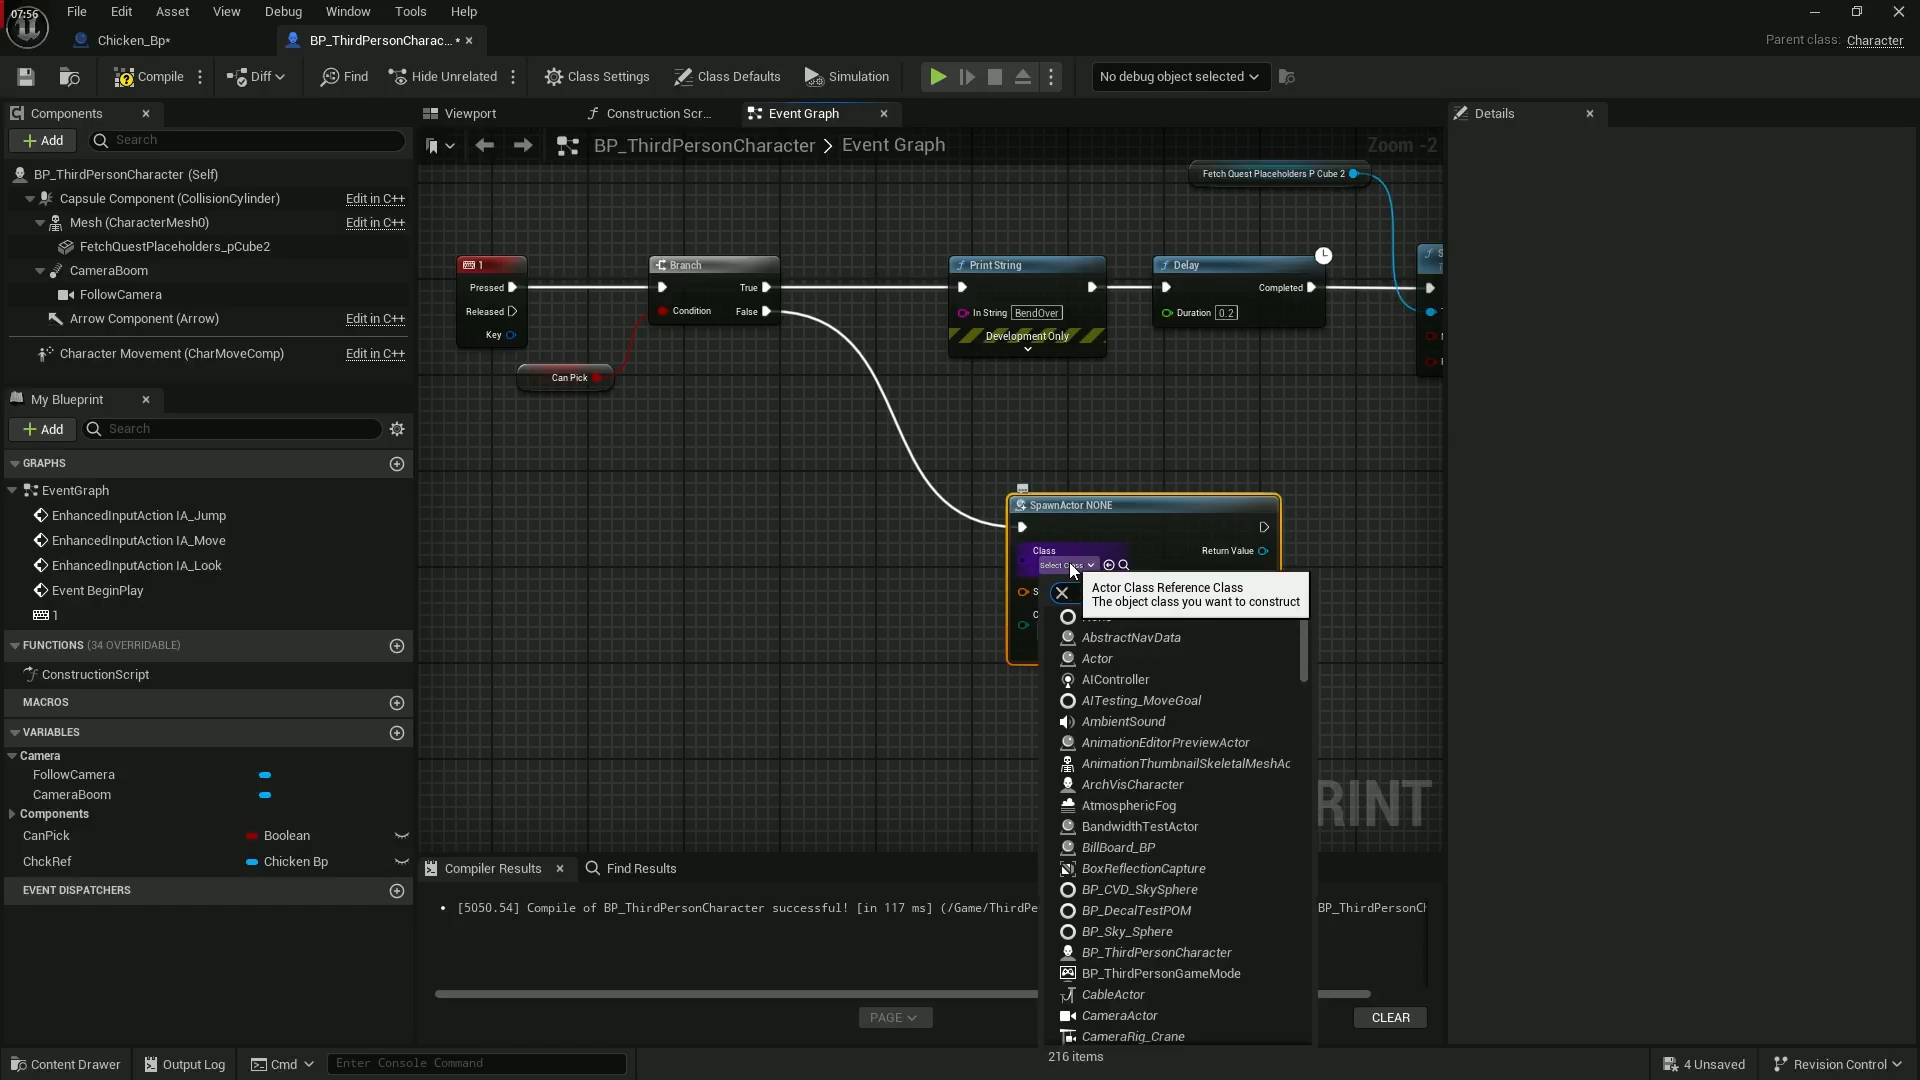 07:56
File Edit Asset View Debug Window Tools Help
Chicken_Bp*
BP_ThirdPersonCharac... *
Parent class: Character
Compile
Diff
Find
Hide Unrelated
Class Settings
Class Defaults
Simulation
No debug object selected
Components
Add
Search
BP_ThirdPersonCharacter (Self)
Capsule Component (CollisionCylinder) Edit in C++
Mesh (CharacterMesh0) Edit in C++
FetchQuestPlaceholders_pCube2
CameraBoom
FollowCamera
Arrow Component (Arrow) Edit in C++
Character Movement (CharMoveComp) Edit in C++
My Blueprint
Add
Search
GRAPHS
EventGraph
EnhancedInputAction IA_Jump
EnhancedInputAction IA_Move
EnhancedInputAction IA_Look
Event BeginPlay
1
FUNCTIONS (34 OVERRIDABLE)
ConstructionScript
MACROS
VARIABLES
Camera
FollowCamera
CameraBoom
Components
CanPick Boolean
ChckRef Chicken Bp
EVENT DISPATCHERS
Viewport
Construction Scr...
Event Graph
BP_ThirdPersonCharacter > Event Graph
Zoom -2
Fetch Quest Placeholders P Cube 2
1
Pressed
Released
Key
Branch
True
Condition False
Can Pick
Print String
In String BendOver
Development Only
Delay
Completed
Duration 0.2
SpawnActor NONE
Class
Select Class
Return Value
Actor Class Reference Class
The object class you want to construct
AbstractNavData
Actor
AIController
AITesting_MoveGoal
AmbientSound
AnimationEditorPreviewActor
AnimationThumbnailSkeletalMeshAc
ArchVisCharacter
AtmosphericFog
BandwidthTestActor
BillBoard_BP
BoxReflectionCapture
BP_CVD_SkySphere
BP_DecalTestPOM
BP_Sky_Sphere
BP_ThirdPersonCharacter
BP_ThirdPersonGameMode
CableActor
CameraActor
CameraRig_Crane
216 items
RINT
Compiler Results
Find Results
[5050.54] Compile of BP_ThirdPersonCharacter successful! [in 117 ms] (/Game/ThirdPe
BP_ThirdPersonCh
PAGE
CLEAR
Details
Content Drawer
Output Log
Cmd
Enter Console Command
4 Unsaved
Revision Control